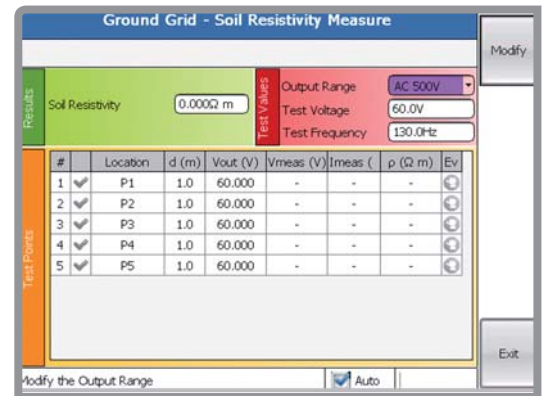 Ground Grid - Soil Resistivity Measure
Modify
Results
Soil Resistivity 0.000Ω m
Test Values
Output Range AC 500V
Test Voltage 60.0V
Test Frequency 130.0Hz
Test Points
# Location d (m) Vout (V) Vmeas (V) Imeas ( ρ (Ω m) Ev
1 P1 1.0 60.000 - - -
2 P2 1.0 60.000 - - -
3 P3 1.0 60.000 - - -
4 P4 1.0 60.000 - - -
5 P5 1.0 60.000 - - -
Exit
Modify the Output Range Auto